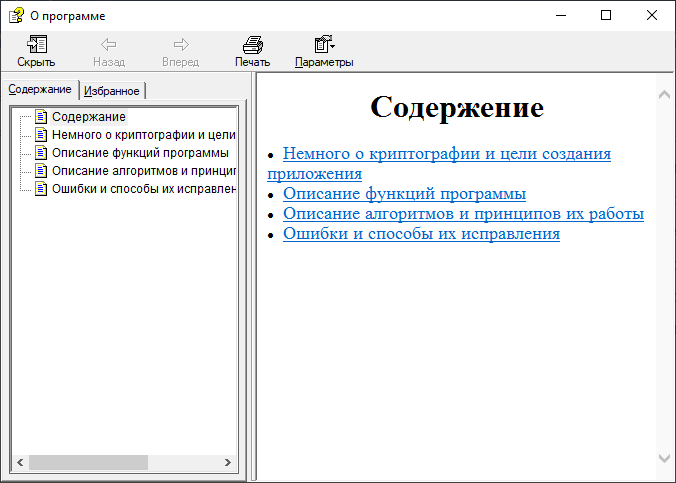 О программе
Скрыть
Назад
Вперед
Печать
Параметры
Содержание
Избранное
Содержание
Немного о криптографии и цели
Описание функций программы
Описание алгоритмов и принцип
Ошибки и способы их исправлен
Содержение
• Немного о криптографии и цели создания
приложения
• Описание функций программы
• Описание алгоритмов и принципов их работы
• Ошибки и способы их исправления